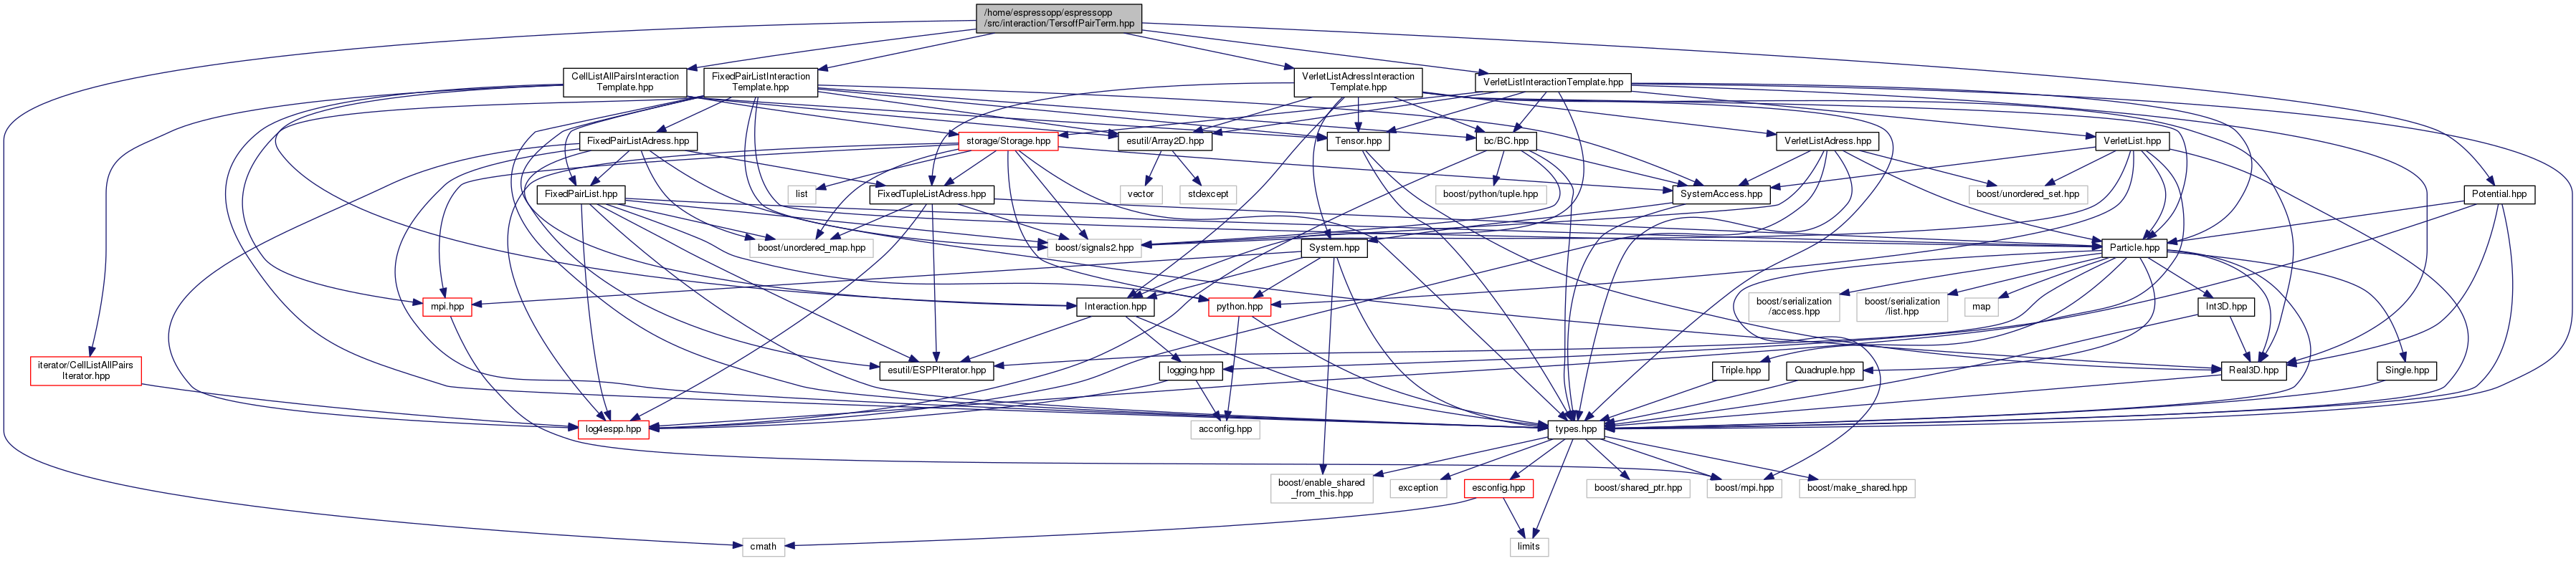 /home/espressopp/espressopp
/src/interaction/TersoffPairTerm.hpp
CellListAllPairsInteraction
Template.hpp
FixedPairListInteraction
Template.hpp
VerletListAdressInteraction
Template.hpp
VerletListInteractionTemplate.hpp
FixedPairListAdress.hpp
storage/Storage.hpp
esutil/Array2D.hpp
Tensor.hpp
bc/BC.hpp
VerletListAdress.hpp
VerletList.hpp
FixedPairList.hpp
list
FixedTupleListAdress.hpp
vector
stdexcept
boost/python/tuple.hpp
SystemAccess.hpp
boost/unordered_set.hpp
Potential.hpp
boost/unordered_map.hpp
boost/signals2.hpp
System.hpp
Particle.hpp
mpi.hpp
Interaction.hpp
python.hpp
boost/serialization
/access.hpp
boost/serialization
/list.hpp
map
Int3D.hpp
iterator/CellListAllPairs
Iterator.hpp
esutil/ESPPIterator.hpp
logging.hpp
Triple.hpp
Quadruple.hpp
Real3D.hpp
Single.hpp
log4espp.hpp
acconfig.hpp
types.hpp
boost/enable_shared
_from_this.hpp
exception
esconfig.hpp
boost/shared_ptr.hpp
boost/mpi.hpp
boost/make_shared.hpp
cmath
limits